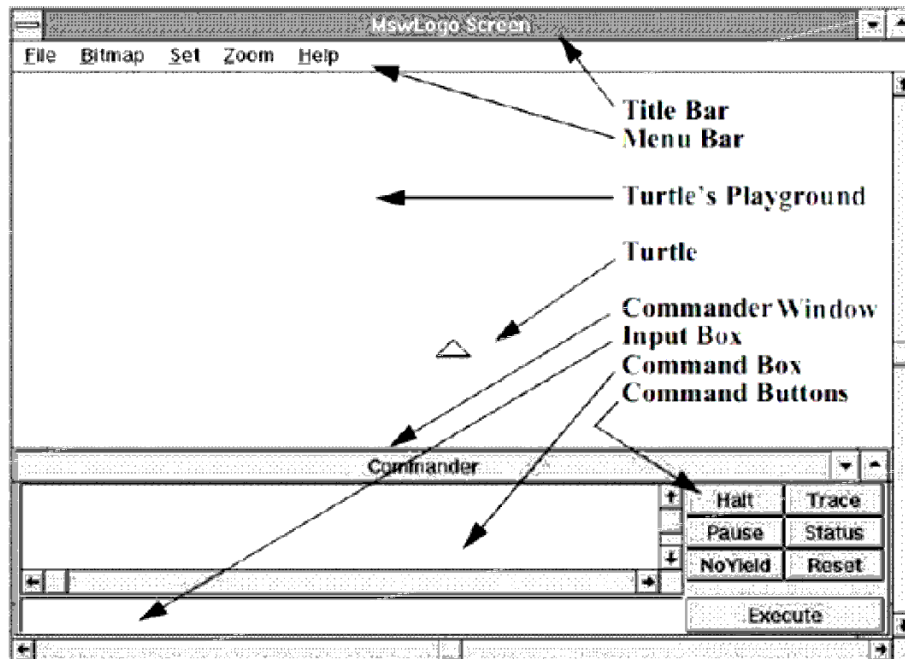 MswLogo Screen
File Bitmap Set Zoom Help
Title Bar
Menu Bar
Turtle's Playground
Turtle
Commander Window
Input Box
Command Box
Command Buttons
Commander
Halt Trace
Pause Status
NoYield Reset
Execute